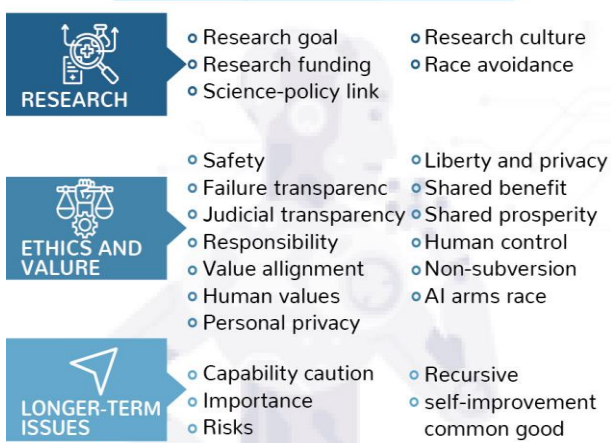 RESEARCH
Research goal
Research funding
Science-policy link
Research culture
Race avoidance
ETHICS AND
VALURE
Safety
Failure transparenc
Judicial transparency
Responsibility
Value allignment
Human values
Personal privacy
Liberty and privacy
Shared benefit
Shared prosperity
Human control
Non-subversion
AI arms race
LONGER-TERM
ISSUES
Capability caution
Importance
Risks
Recursive
self-improvement
common good